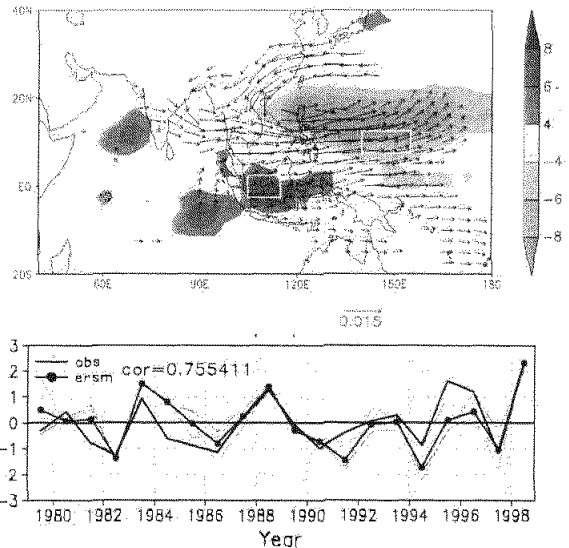 40N
20N
EQ
20S
60E
90E
120E
150E
180
8
6
4
-4
-6
-8
0.015
3
2
1
0
-1
-2
-3
obs
ersm
cor=0.755411
1980 1982 1984 1986 1988 1990 1992 1994 1996 1998
Year